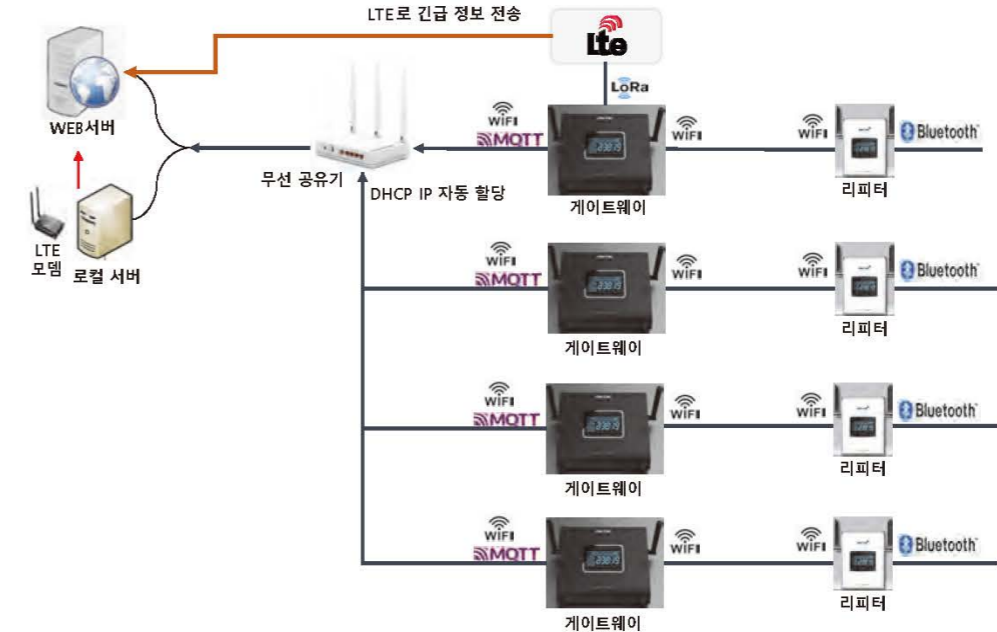 LTE로 긴급 정보 전송
Lte
LoRa
WEB서버
WiFi
MQTT
WiFi
WiFi
Bluetooth
무선 공유기
DHCP IP 자동 할당
게이트웨이
리피터
LTE
모뎀
로컬 서버
WiFi
MQTT
WiFi
WiFi
Bluetooth
게이트웨이
리피터
WiFi
MQTT
WiFi
WiFi
Bluetooth
게이트웨이
리피터
WiFi
MQTT
WiFi
WiFi
Bluetooth
게이트웨이
리피터